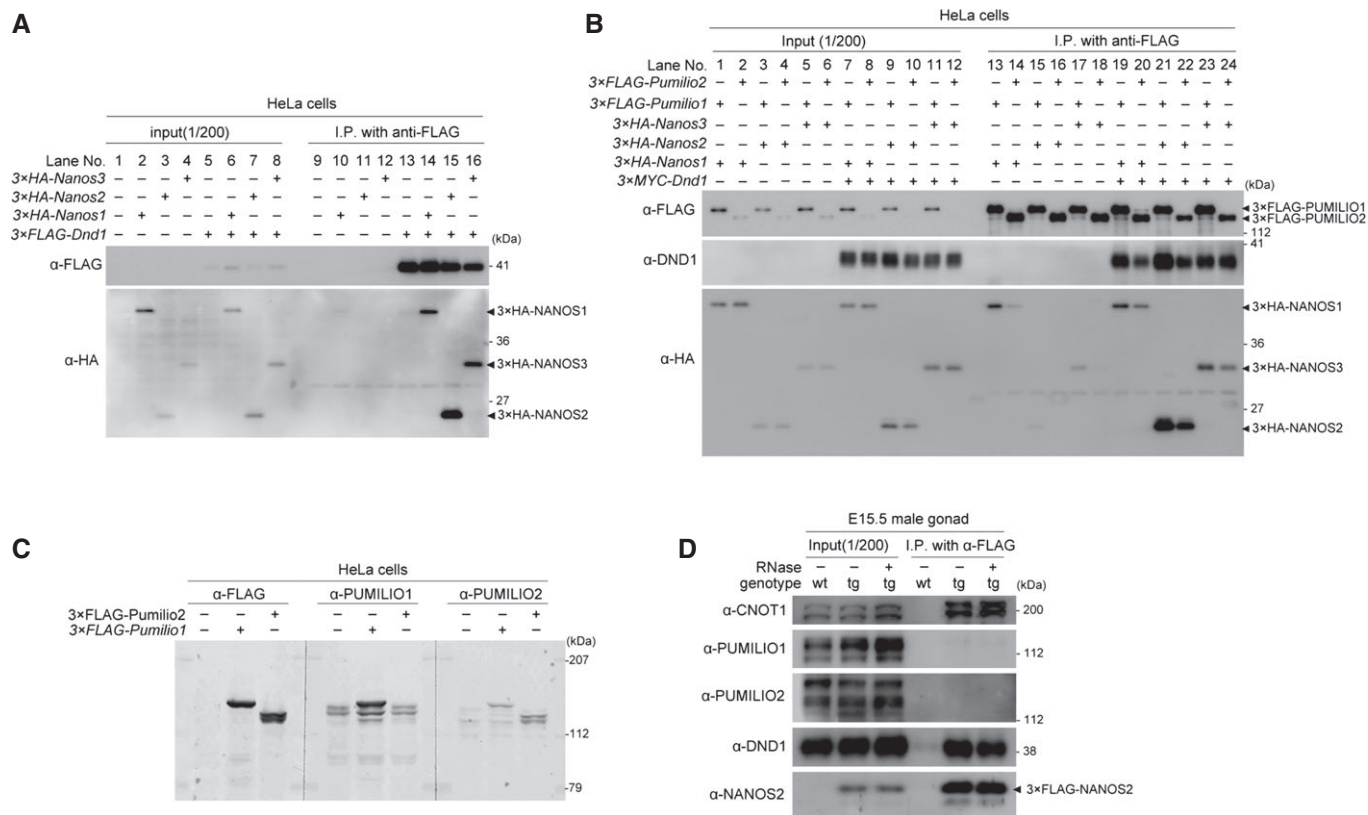 A
HeLa cells
input(1/200) I.P. with anti-FLAG
Lane No. 1 2 3 4 5 6 7 8 9 10 11 12 13 14 15 16
3×HA-Nanos3 – – – + – – – + – – – + – – – +
3×HA-Nanos2 – – + – – – + – – – + – – – + –
3×HA-Nanos1 – + – – – + – – – + – – – + – –
3×FLAG-Dnd1 – – – – + + + + – – – – + + + +
(kDa)
α-FLAG - 41
α-HA
3×HA-NANOS1
- 36
3×HA-NANOS3
- 27
3×HA-NANOS2
B
HeLa cells
Input (1/200) I.P. with anti-FLAG
Lane No. 1 2 3 4 5 6 7 8 9 10 11 12 13 14 15 16 17 18 19 20 21 22 23 24
3×FLAG-Pumilio2 – + – + – + – + – + – + – + – + – + – + – + – +
3×FLAG-Pumilio1 + – + – + – + – + – + – + – + – + – + – + – + –
3×HA-Nanos3 – – – – + + – – – – + + – – – – + + – – – – + +
3×HA-Nanos2 – – + + – – – – + + – – – – + + – – – – + + – –
3×HA-Nanos1 + + – – – – + + – – – – + + – – – – + + – – – –
3×MYC-Dnd1 – – – – – – + + + + + + – – – – – – + + + + + +
(kDa)
α-FLAG
3×FLAG-PUMILIO1
3×FLAG-PUMILIO2
- 112
- 41
α-DND1
α-HA
3×HA-NANOS1
- 36
3×HA-NANOS3
- 27
3×HA-NANOS2
C
HeLa cells
α-FLAG α-PUMILIO1 α-PUMILIO2
3×FLAG-Pumilio2 – – + – – + – – +
3×FLAG-Pumilio1 – + – – + – – + –
(kDa)
-207
-112
-79
D
E15.5 male gonad
Input(1/200) I.P. with α-FLAG
RNase – – + – – +
genotype wt tg tg wt tg tg (kDa)
α-CNOT1 - 200
α-PUMILIO1 - 112
α-PUMILIO2
- 112
α-DND1 - 38
α-NANOS2 3×FLAG-NANOS2